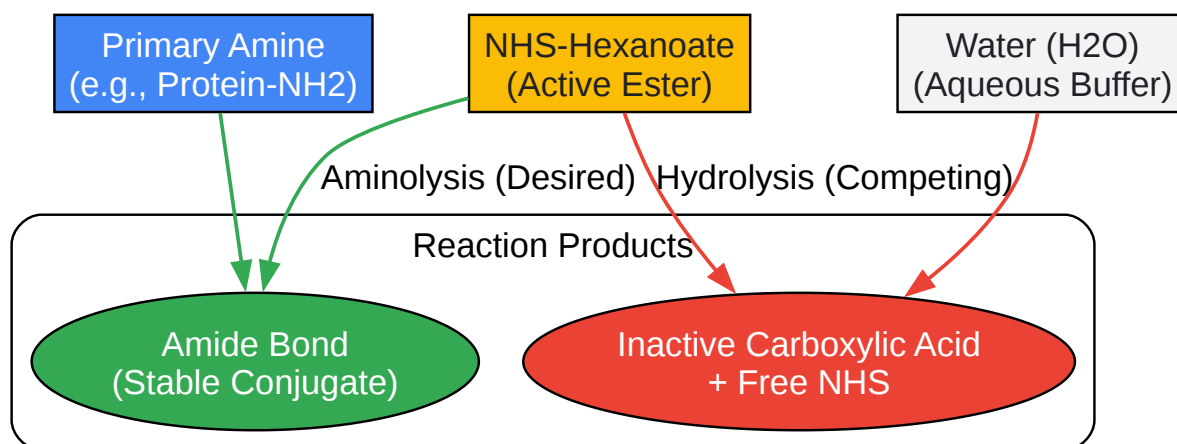 Primary Amine
(e.g., Protein-NH2)
NHS-Hexanoate
(Active Ester)
Water (H2O)
(Aqueous Buffer)
Aminolysis (Desired)
Hydrolysis (Competing)
Reaction Products
Amide Bond
(Stable Conjugate)
Inactive Carboxylic Acid
+ Free NHS